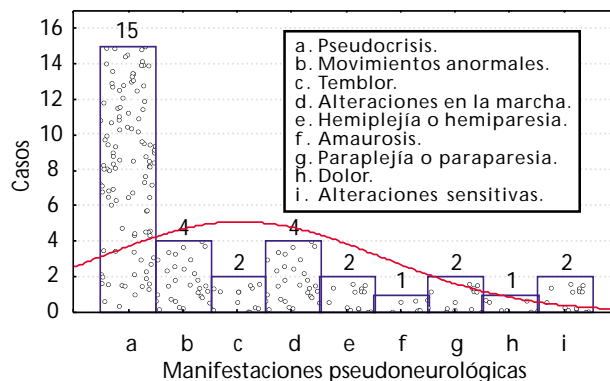 16
14
12
10
8
6
4
2
0
Casos
15
4
2
4
2
1
2
1
2
a. Pseudocrisis.
b. Movimientos anormales.
c. Temblor.
d. Alteraciones en la marcha.
e. Hemiplejía o hemiparesia.
f. Amaurosis.
g. Paraplejía o paraparesia.
h. Dolor.
i. Alteraciones sensitivas.
a b c d e f g h i
Manifestaciones pseudoneurológicas